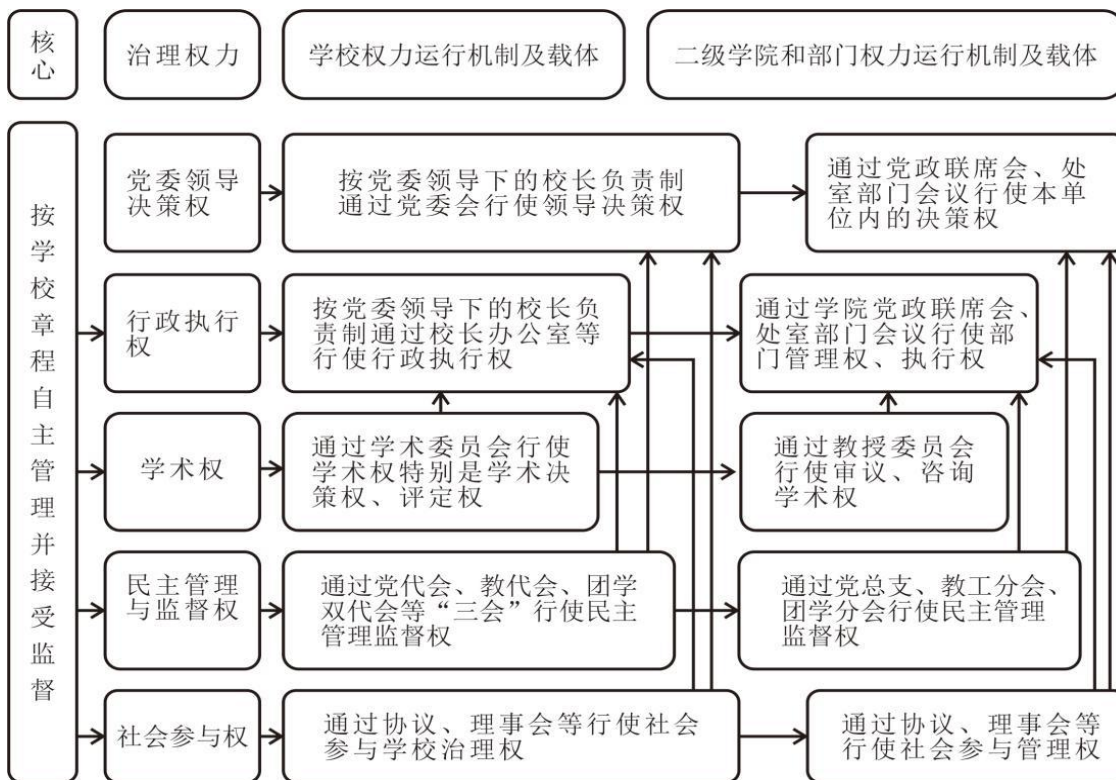 核
心
治理权力
学校权力运行机制及载体
二级学院和部门权力运行机制及载体
按
学
校
章
程
自
主
管
理
并
接
受
监
督
党委领导
决策权
按党委领导下的校长负责制
通过党委会行使领导决策权
通过党政联席会、处
室部门会议行使本单
位内的决策权
行政执行
权
按党委领导下的校长负
责制通过校长办公室等
行使行政执行权
通过学院党政联席会、
处室部门会议行使部
门管理权、执行权
学术权
通过学术委员会行使
学术权特别是学术决
策权、评定权
通过教授委员会
行使审议、咨询
学术权
民主管理
与监督权
通过党代会、教代会、团学
双代会等“三会”行使民主
管理监督权
通过党总支、教工分会、
团学分会行使民主管理
监督权
社会参与权
通过协议、理事会等行使社会
参与学校治理权
通过协议、理事会等
行使社会参与管理权